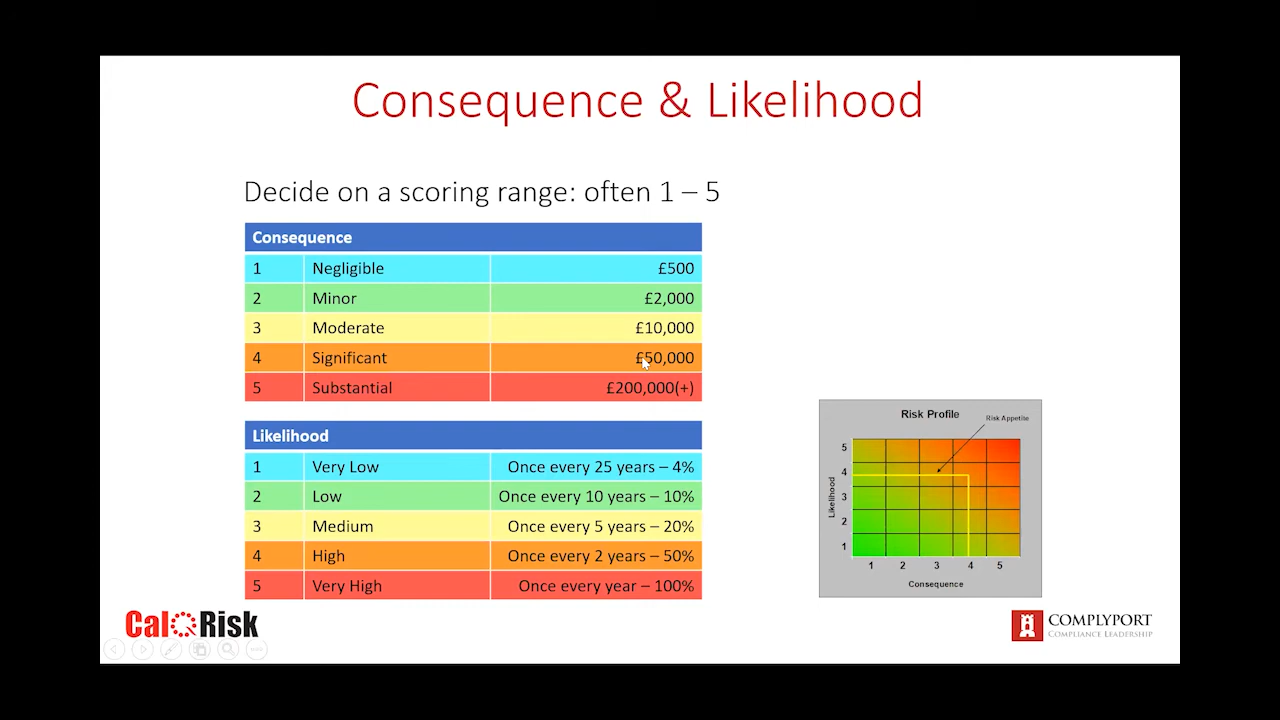 Consequence & Likelihood
Decide on a scoring range: often 1 – 5
Consequence
1 Negligible £500
2 Minor £2,000
3 Moderate £10,000
4 Significant £50,000
5 Substantial £200,000(+)
Likelihood
1 Very Low Once every 25 years – 4%
2 Low Once every 10 years – 10%
3 Medium Once every 5 years – 20%
4 High Once every 2 years – 50%
5 Very High Once every year – 100%
Risk Profile
Risk Appetite
5
4
3
2
1
Likelihood
1 2 3 4 5
Consequence
CalQRisk
COMPLYPORT
COMPLIANCE LEADERSHIP